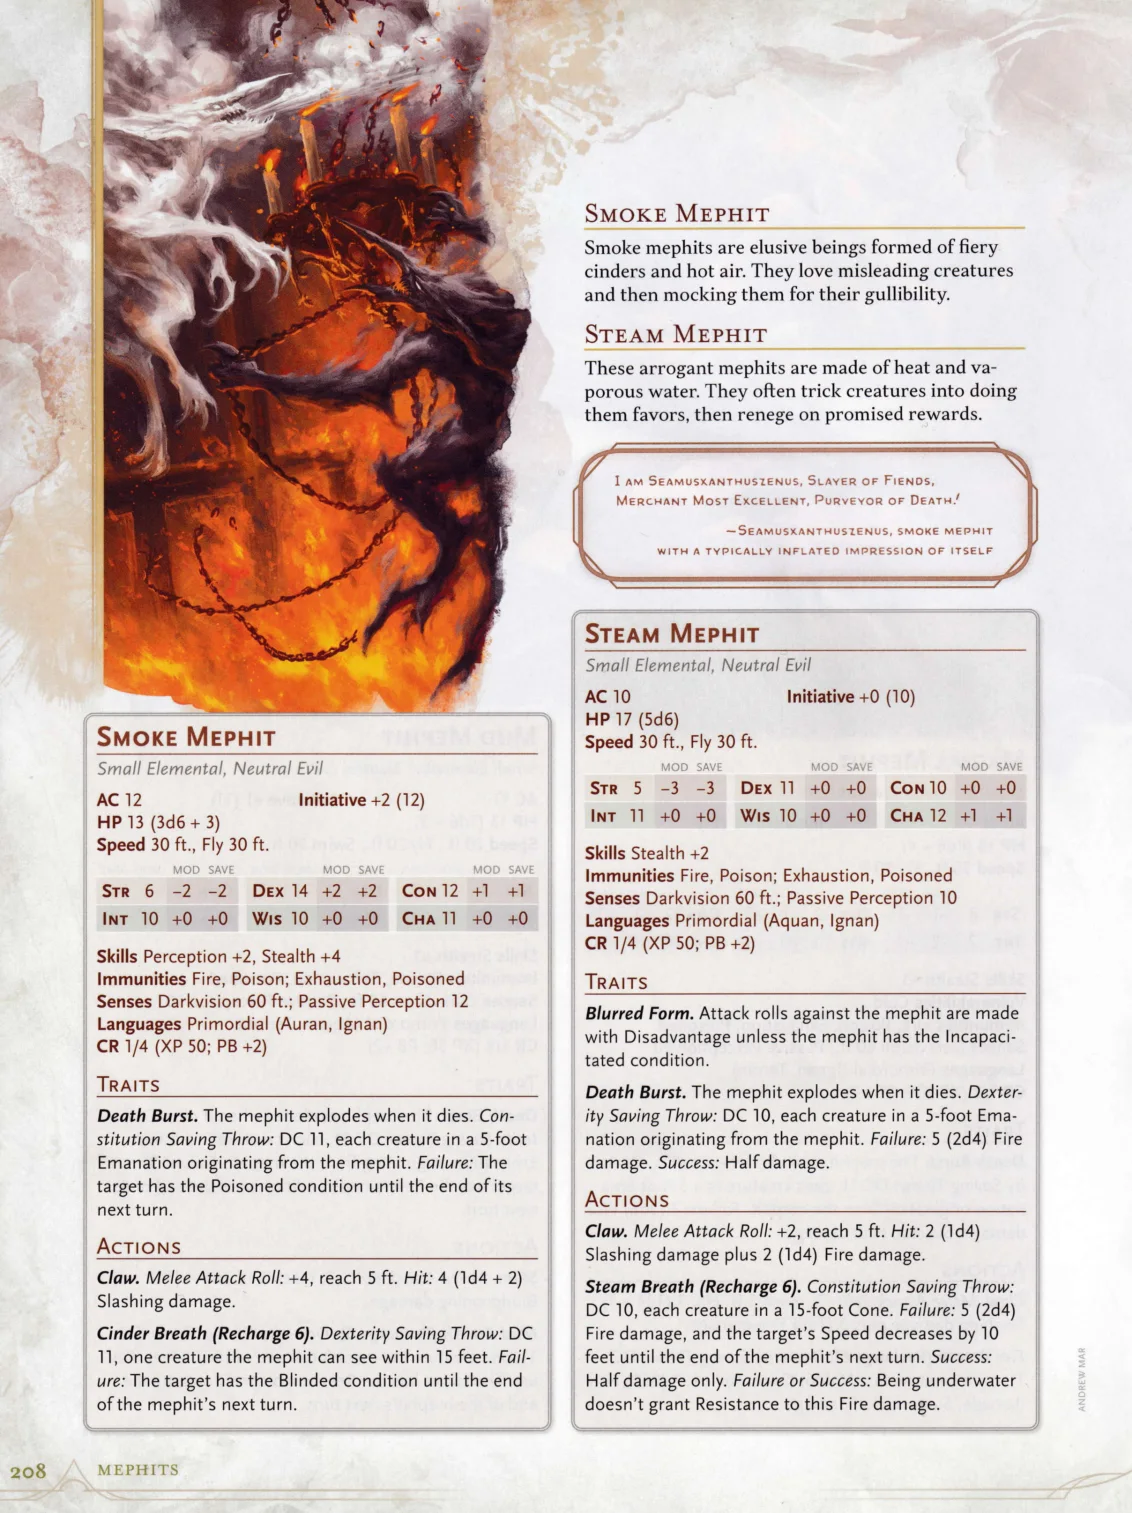 SMOKE MEPHIT
Smoke mephits are elusive beings formed of fiery
cinders and hot air. They love misleading creatures
and then mocking them for their gullibility.
STEAM MEPHIT
These arrogant mephits are made of heat and va-
porous water. They often trick creatures into doing
them favors, then renege on promised rewards.
I AM SEAMUSXANTHUSZENUS, SLAYER OF FIENDS,
MERCHANT MOST EXCELLENT, PURVEYOR OF DEATH!
—SEAMUSXANTHUSZENUS, SMOKE MEPHIT
WITH A TYPICALLY INFLATED IMPRESSION OF ITSELF
SMOKE MEPHIT
Small Elemental, Neutral Evil
AC 12 Initiative +2 (12)
HP 13 (3d6 + 3)
Speed 30 ft., Fly 30 ft.
MOD SAVE MOD SAVE MOD SAVE
STR 6 −2 −2 DEX 14 +2 +2 CON 12 +1 +1
INT 10 +0 +0 WIS 10 +0 +0 CHA 11 +0 +0
Skills Perception +2, Stealth +4
Immunities Fire, Poison; Exhaustion, Poisoned
Senses Darkvision 60 ft.; Passive Perception 12
Languages Primordial (Auran, Ignan)
CR 1/4 (XP 50; PB +2)
TRAITS
Death Burst. The mephit explodes when it dies. Con-
stitution Saving Throw: DC 11, each creature in a 5-foot
Emanation originating from the mephit. Failure: The
target has the Poisoned condition until the end of its
next turn.
ACTIONS
Claw. Melee Attack Roll: +4, reach 5 ft. Hit: 4 (1d4 + 2)
Slashing damage.
Cinder Breath (Recharge 6). Dexterity Saving Throw: DC
11, one creature the mephit can see within 15 feet. Fail-
ure: The target has the Blinded condition until the end
of the mephit's next turn.
STEAM MEPHIT
Small Elemental, Neutral Evil
AC 10 Initiative +0 (10)
HP 17 (5d6)
Speed 30 ft., Fly 30 ft.
MOD SAVE MOD SAVE MOD SAVE
STR 5 −3 −3 DEX 11 +0 +0 CON 10 +0 +0
INT 11 +0 +0 WIS 10 +0 +0 CHA 12 +1 +1
Skills Stealth +2
Immunities Fire, Poison; Exhaustion, Poisoned
Senses Darkvision 60 ft.; Passive Perception 10
Languages Primordial (Aquan, Ignan)
CR 1/4 (XP 50; PB +2)
TRAITS
Blurred Form. Attack rolls against the mephit are made
with Disadvantage unless the mephit has the Incapaci-
tated condition.
Death Burst. The mephit explodes when it dies. Dexter-
ity Saving Throw: DC 10, each creature in a 5-foot Ema-
nation originating from the mephit. Failure: 5 (2d4) Fire
damage. Success: Half damage.
ACTIONS
Claw. Melee Attack Roll: +2, reach 5 ft. Hit: 2 (1d4)
Slashing damage plus 2 (1d4) Fire damage.
Steam Breath (Recharge 6). Constitution Saving Throw:
DC 10, each creature in a 15-foot Cone. Failure: 5 (2d4)
Fire damage, and the target's Speed decreases by 10
feet until the end of the mephit's next turn. Success:
Half damage only. Failure or Success: Being underwater
doesn't grant Resistance to this Fire damage.
ANDREW MAR
208 MEPHITS